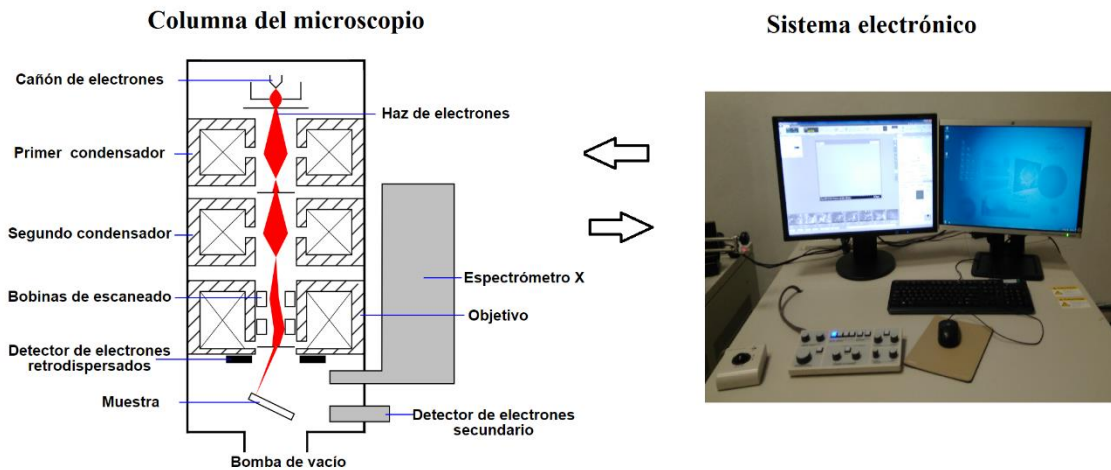 Columna del microscopio
Sistema electrónico
Cañón de electrones
Haz de electrones
Primer condensador
Segundo condensador
Espectrómetro X
Bobinas de escaneado
Objetivo
Detector de electrones
retrodispersados
Muestra
Detector de electrones
secundario
Bomba de vacío